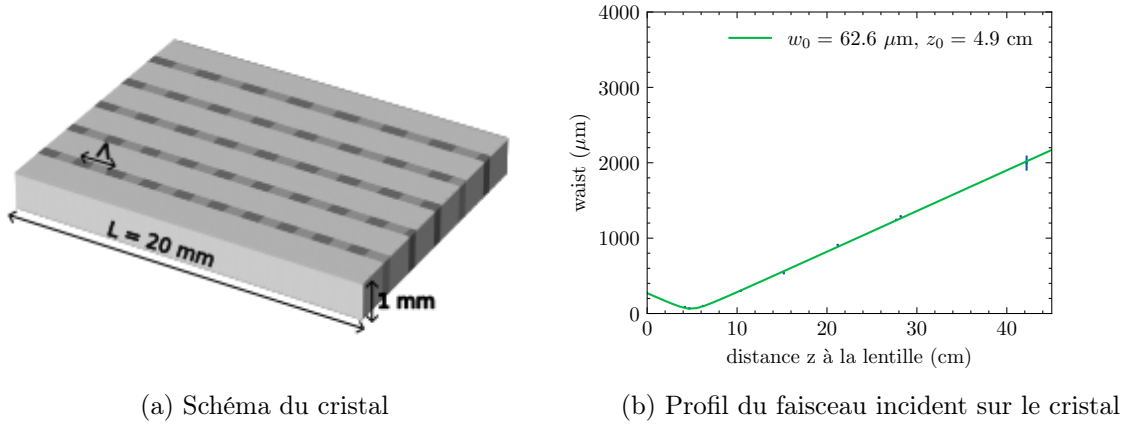 Λ
L = 20 mm
1 mm
4000
3000
2000
1000
0
waist (μm)
w₀ = 62.6 μm, z₀ = 4.9 cm
0 10 20 30 40
distance z à la lentille (cm)
(a) Schéma du cristal
(b) Profil du faisceau incident sur le cristal